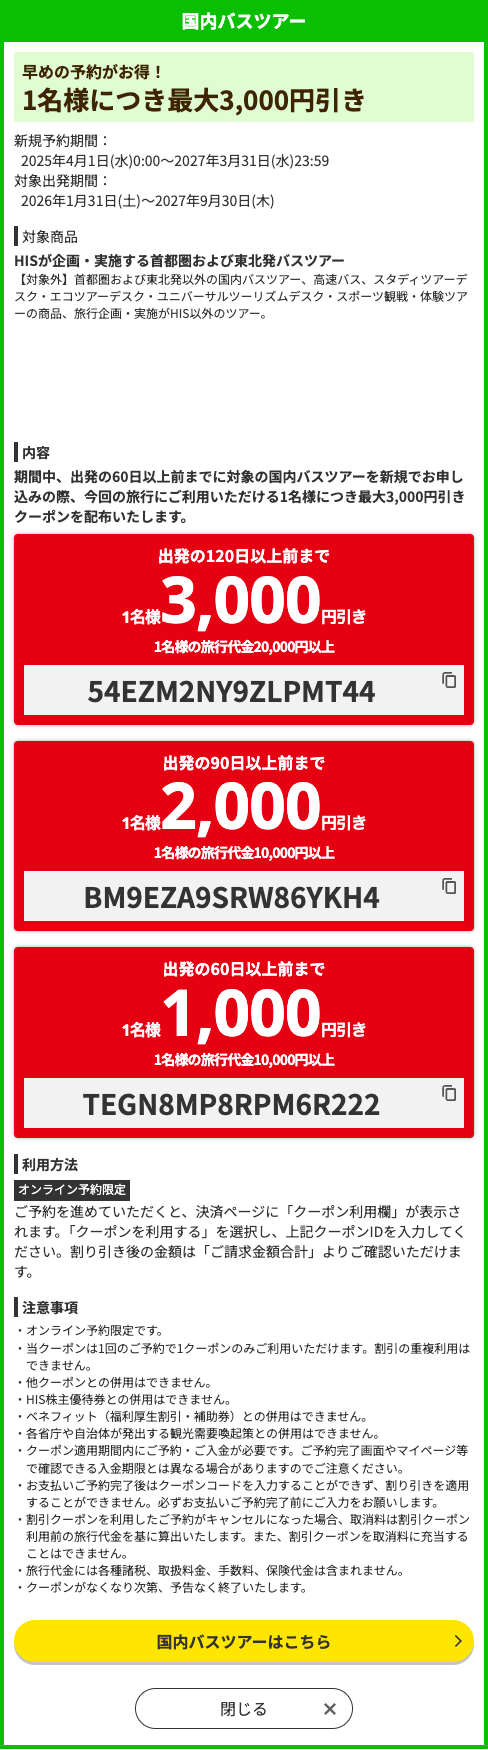 国内バスツアー
早めの予約がお得！
1名様につき最大3,000円引き
新規予約期間：
2025年4月1日(水)0:00〜2027年3月31日(水)23:59
対象出発期間：
2026年1月31日(土)〜2027年9月30日(木)
対象商品
HISが企画・実施する首都圏および東北発バスツアー
【対象外】首都圏および東北発以外の国内バスツアー、高速バス、スタディツアーデ
スク・エコツアーデスク・ユニバーサルツーリズムデスク・スポーツ観戦・体験ツア
ーの商品、旅行企画・実施がHIS以外のツアー。
内容
期間中、出発の60日以上前までに対象の国内バスツアーを新規でお申し
込みの際、今回の旅行にご利用いただける1名様につき最大3,000円引き
クーポンを配布いたします。
出発の120日以上前まで
1名様3,000円引き
1名様の旅行代金20,000円以上
54EZM2NY9ZLPMT44
出発の90日以上前まで
1名様2,000円引き
1名様の旅行代金10,000円以上
BM9EZA9SRW86YKH4
出発の60日以上前まで
1名様1,000円引き
1名様の旅行代金10,000円以上
TEGN8MP8RPM6R222
利用方法
オンライン予約限定
ご予約を進めていただくと、決済ページに「クーポン利用欄」が表示さ
れます。「クーポンを利用する」を選択し、上記クーポンIDを入力してく
ださい。割り引き後の金額は「ご請求金額合計」よりご確認いただけま
す。
注意事項
・オンライン予約限定です。
・当クーポンは1回のご予約で1クーポンのみご利用いただけます。割引の重複利用は
できません。
・他クーポンとの併用はできません。
・HIS株主優待券との併用はできません。
・ベネフィット（福利厚生割引・補助券）との併用はできません。
・各省庁や自治体が発出する観光需要喚起策との併用はできません。
・クーポン適用期間内にご予約・ご入金が必要です。ご予約完了画面やマイページ等
で確認できる入金期限とは異なる場合がありますのでご注意ください。
・お支払いご予約完了後はクーポンコードを入力することができず、割り引きを適用
することができません。必ずお支払いご予約完了前にご入力をお願いします。
・割引クーポンを利用したご予約がキャンセルになった場合、取消料は割引クーポン
利用前の旅行代金を基に算出いたします。また、割引クーポンを取消料に充当する
ことはできません。
・旅行代金には各種諸税、取扱料金、手数料、保険代金は含まれません。
・クーポンがなくなり次第、予告なく終了いたします。
国内バスツアーはこちら
閉じる